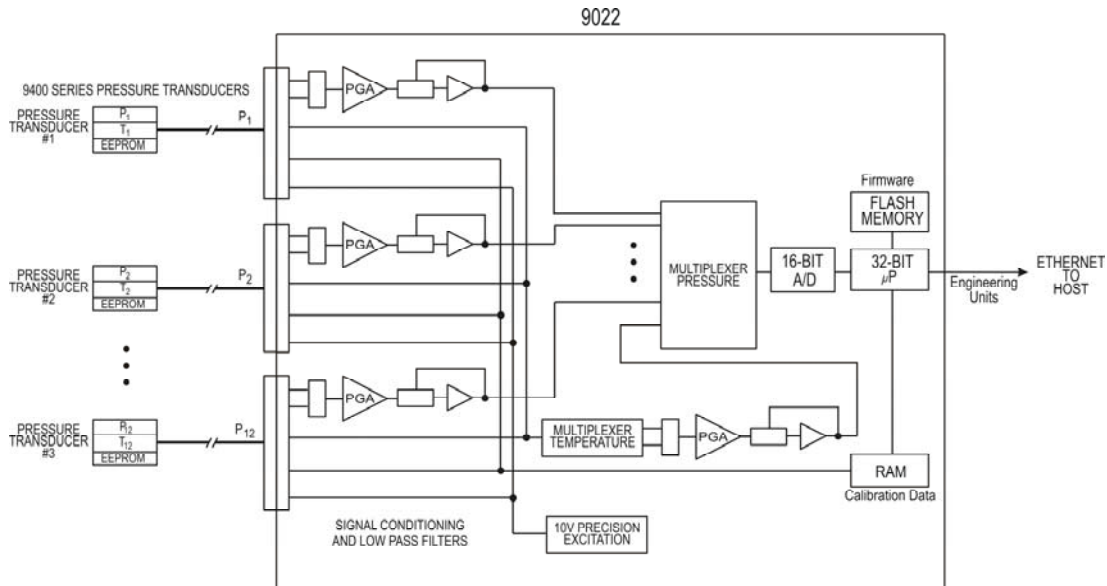 9022
9400 SERIES PRESSURE TRANSDUCERS
PRESSURE
TRANSDUCER
#1
P1
T1
EEPROM
P1
PGA
PRESSURE
TRANSDUCER
#2
P2
T2
EEPROM
P2
PGA
PRESSURE
TRANSDUCER
#3
P12
T12
EEPROM
P12
PGA
MULTIPLEXER
PRESSURE
16-BIT
A/D
Firmware
FLASH
MEMORY
32-BIT
µP
Engineering
Units
ETHERNET
TO
HOST
MULTIPLEXER
TEMPERATURE
PGA
RAM
Calibration Data
SIGNAL CONDITIONING
AND LOW PASS FILTERS
10V PRECISION
EXCITATION